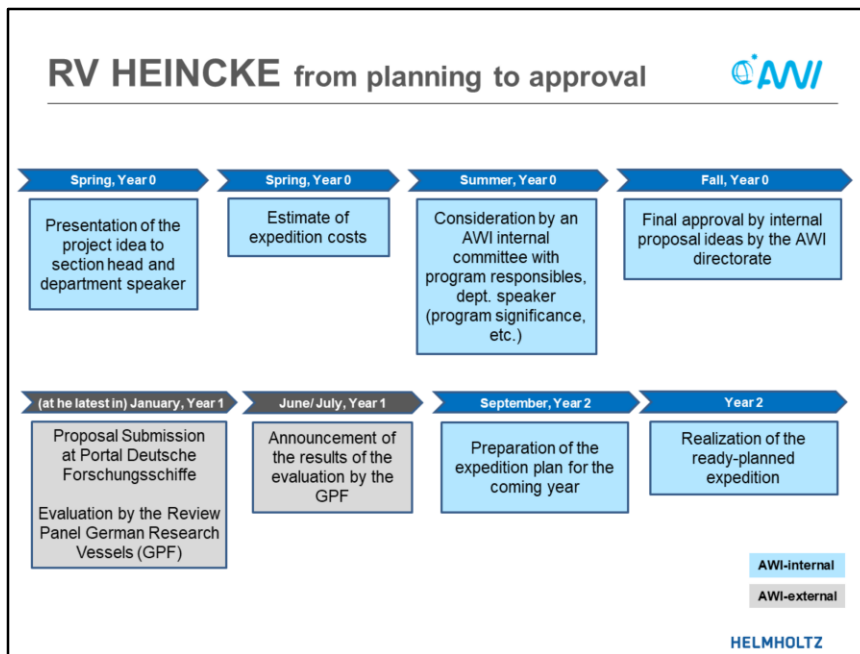 RV HEINCKE from planning to approval
AWI
Spring, Year 0
Presentation of the
project idea to
section head and
department speaker
Spring, Year 0
Estimate of
expedition costs
Summer, Year 0
Consideration by an
AWI internal
committee with
program responsibles,
dept. speaker
(program significance,
etc.)
Fall, Year 0
Final approval by internal
proposal ideas by the AWI
directorate
(at he latest in) January, Year 1
Proposal Submission
at Portal Deutsche
Forschungsschiffe
Evaluation by the Review
Panel German Research
Vessels (GPF)
June/ July, Year 1
Announcement of
the results of the
evaluation by the
GPF
September, Year 2
Preparation of the
expedition plan for the
coming year
Year 2
Realization of the
ready-planned
expedition
AWI-internal
AWI-external
HELMHOLTZ